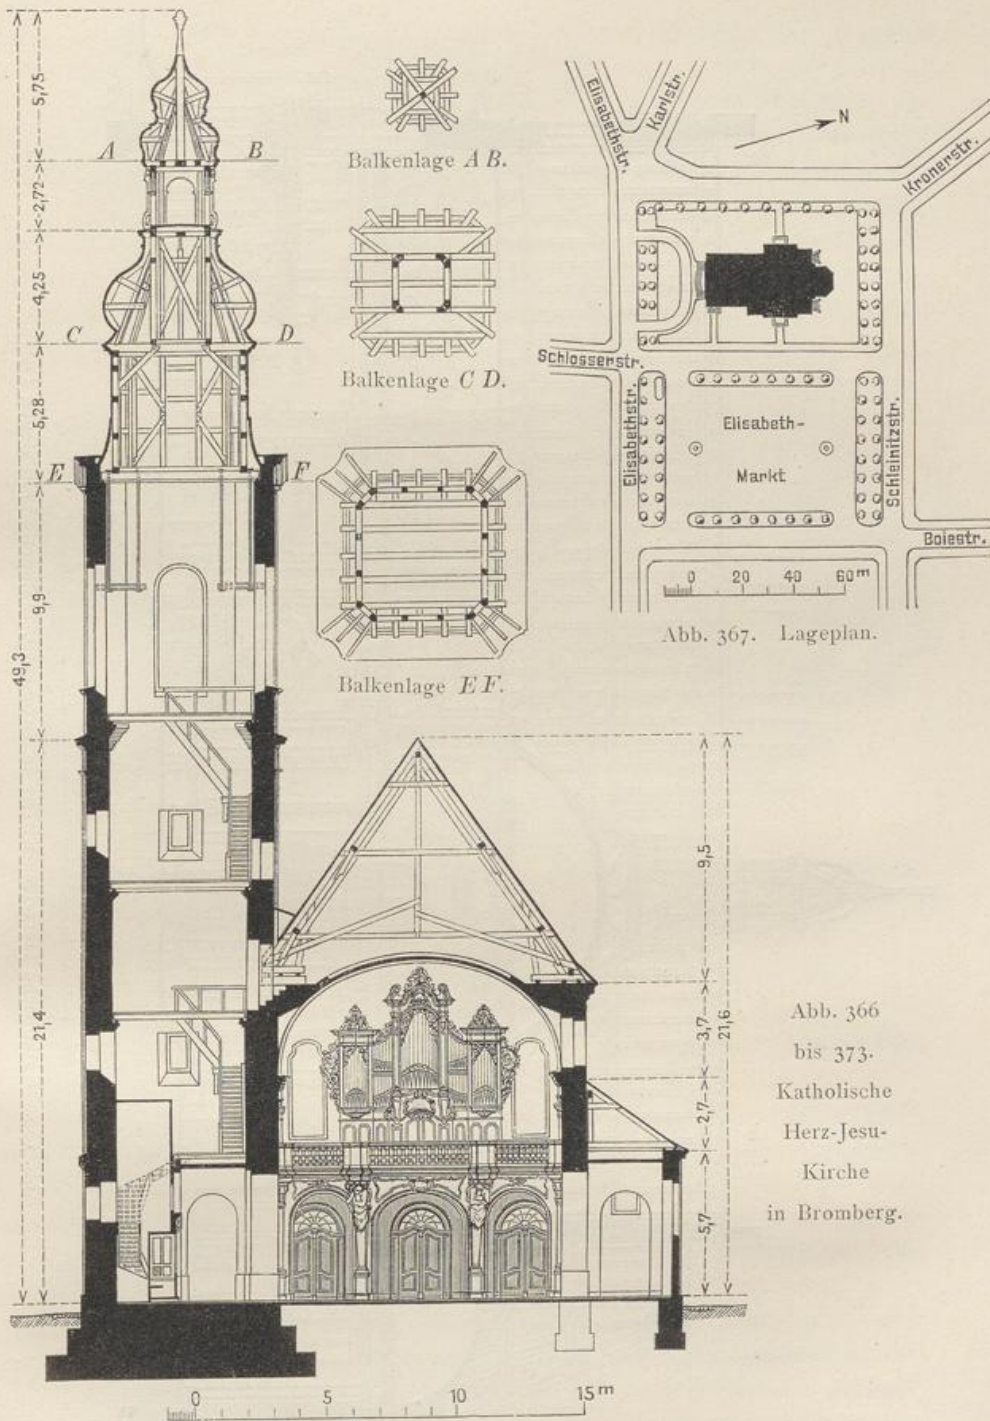 5,75
A
B
2,72
4,25
C
D
5,28
E
F
9,9
49,3
21,4
Balkenlage A B.
Balkenlage C D.
Balkenlage E F.
Elisabethstr.
Karlstr.
N
Kronerstr.
Schlosserstr.
Elisabethstr.
Elisabeth-
Markt
Schleinitzstr.
Boiestr.
0 20 40 60 m
Abb. 367. Lageplan.
9,5
3,7
21,6
2,7
5,7
Abb. 366
bis 373.
Katholische
Herz-Jesu-
Kirche
in Bromberg.
0 5 10 15 m